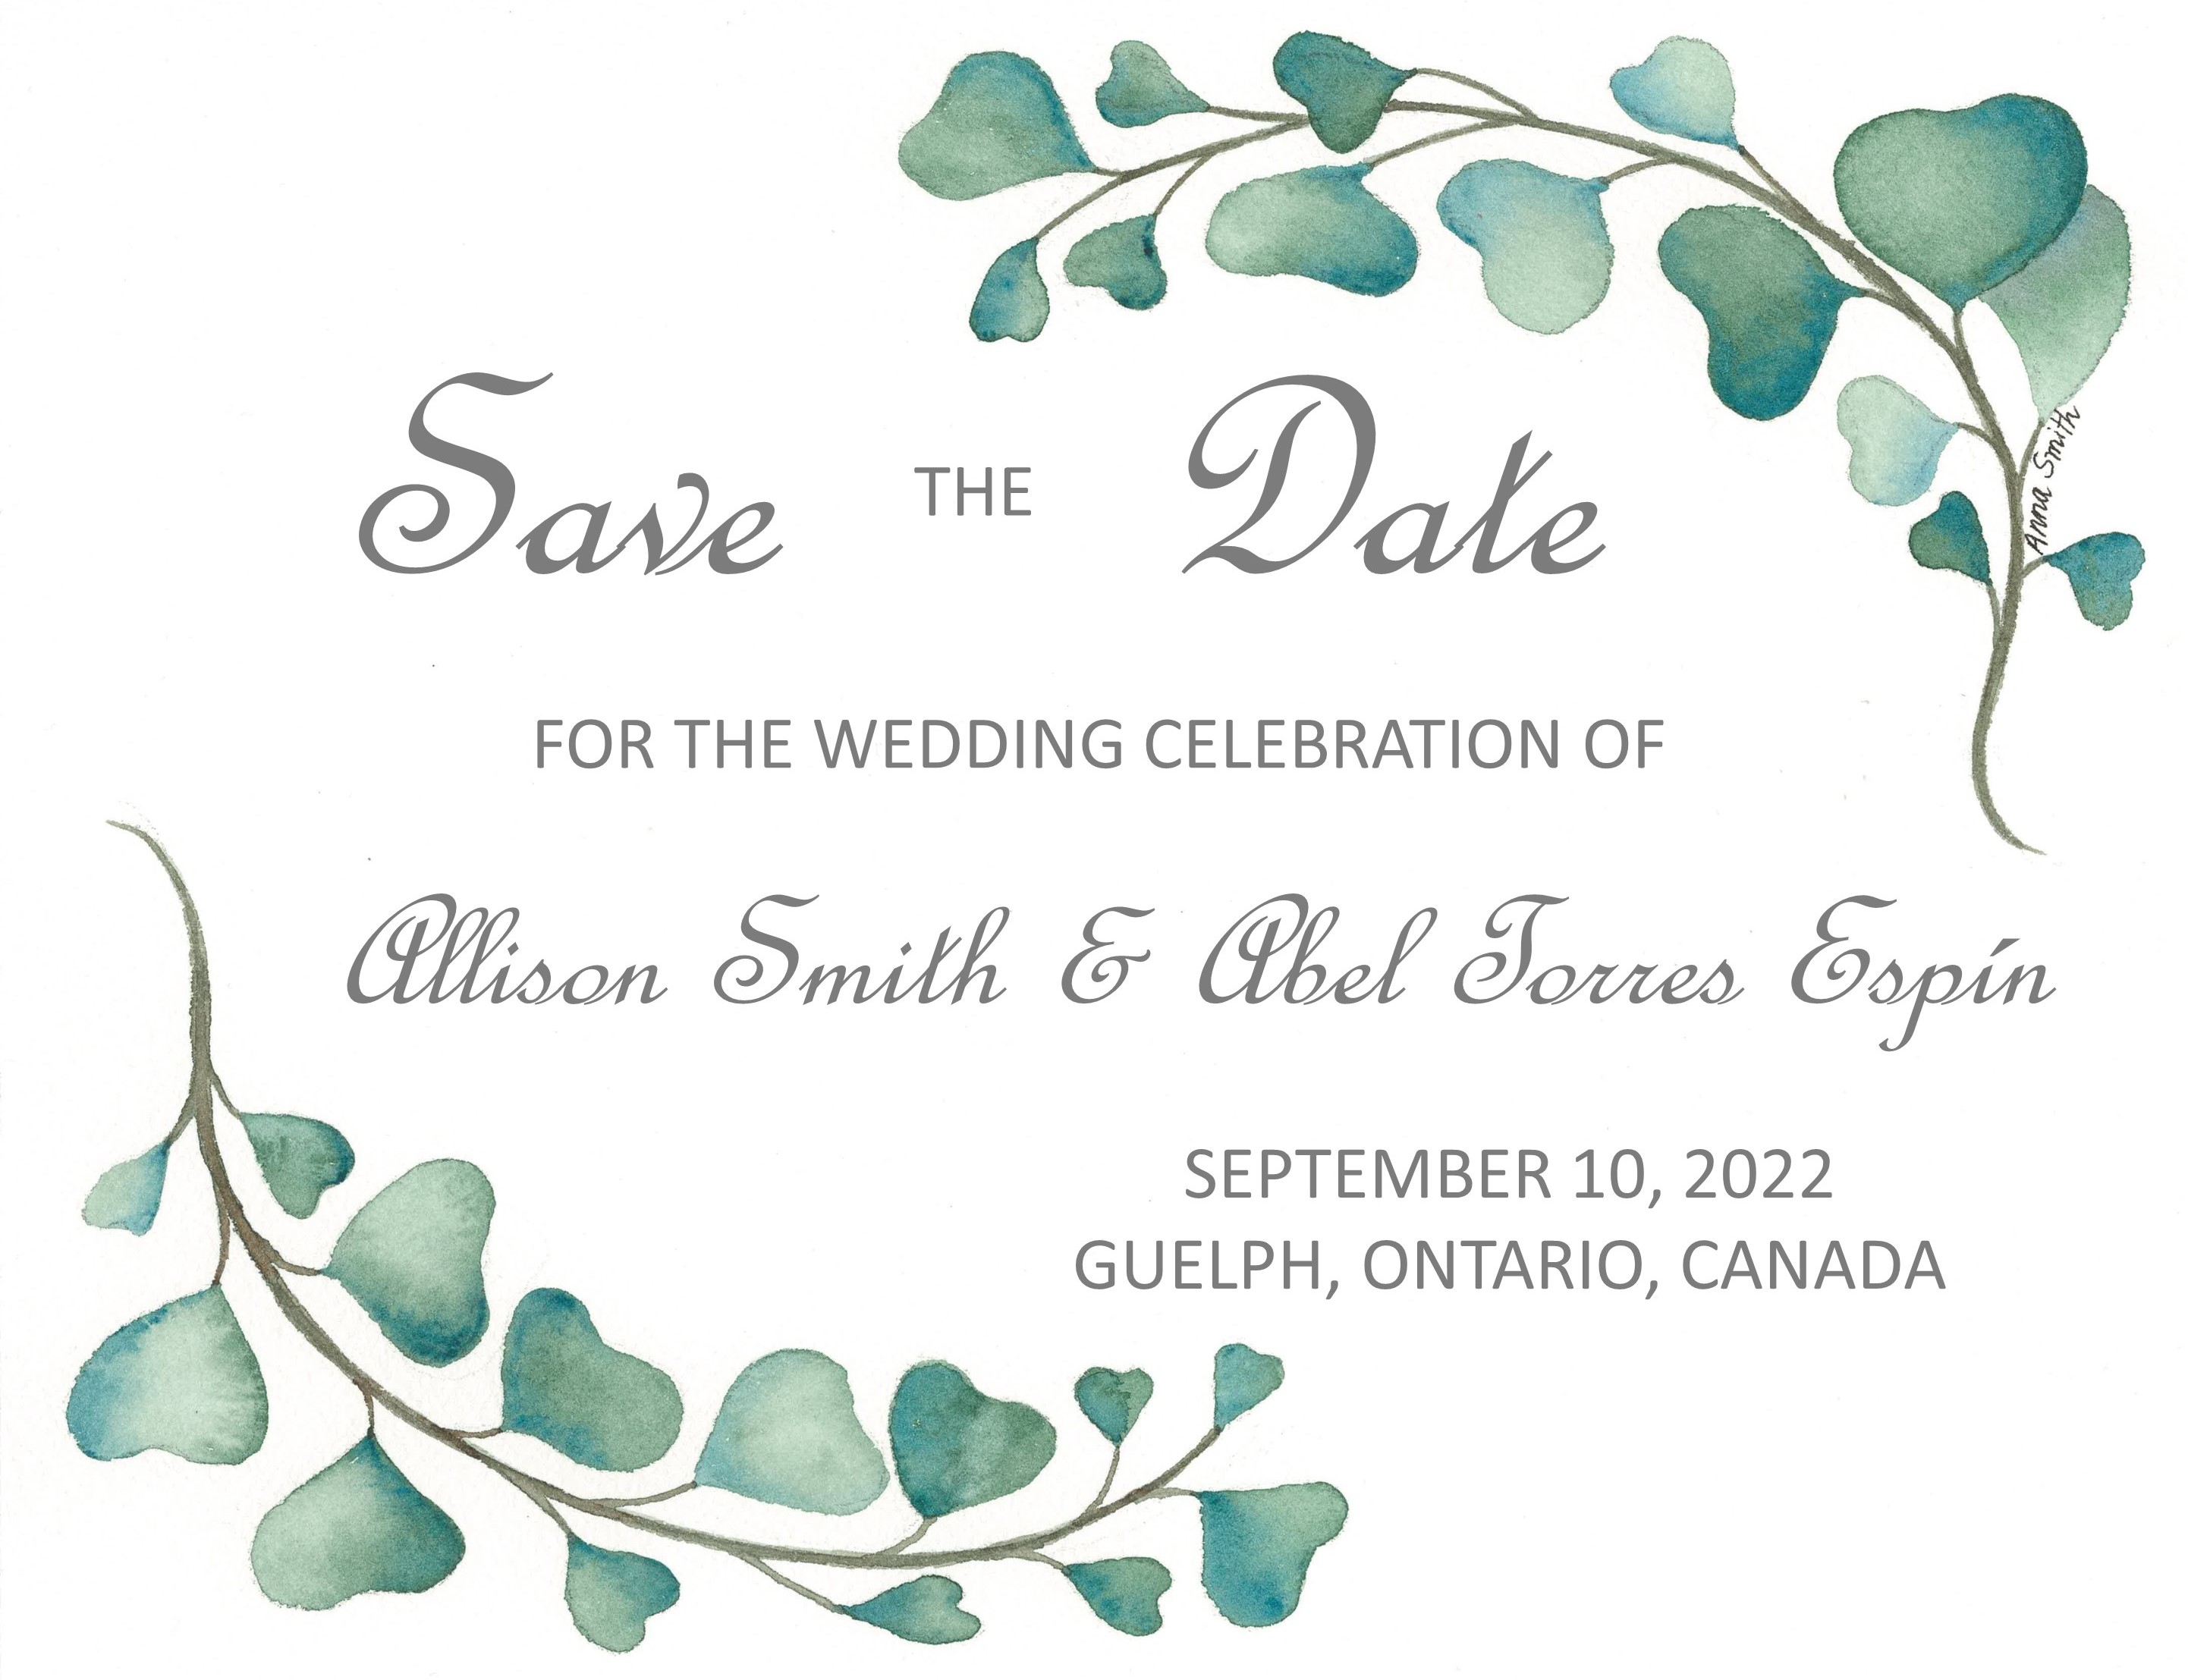 Save THE Date
Anna Smith
FOR THE WEDDING CELEBRATION OF
Allison Smith & Abel Torres Espín
SEPTEMBER 10, 2022
GUELPH, ONTARIO, CANADA